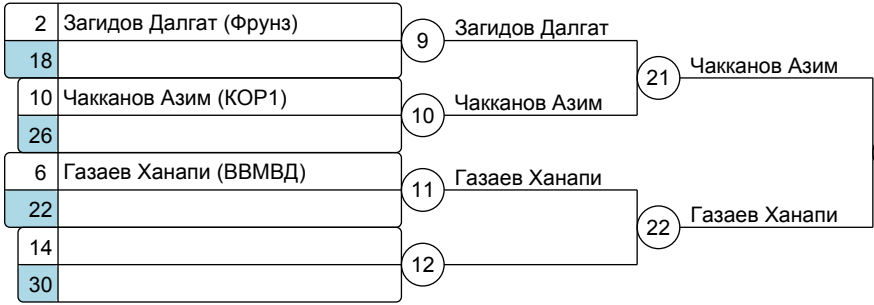 2 Загидов Далгат (Фрунз)
18
9 Загидов Далгат
10 Чакканов Азим (КОР1)
26
10 Чакканов Азим
21 Чакканов Азим
6 Газаев Ханапи (ВВМВД)
22
11 Газаев Ханапи
14
30
12
22 Газаев Ханапи